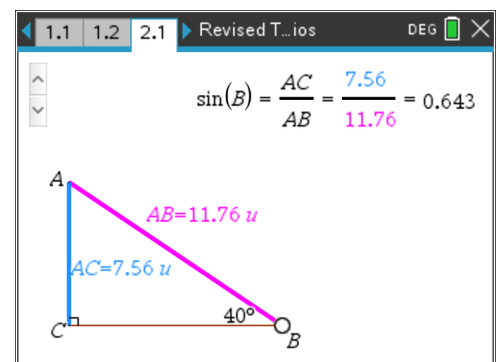 1.1 1.2 2.1 Revised T...ios DEG
sin(B) = AC/AB = 7.56/11.76 = 0.643
A
AB=11.76 u
AC=7.56 u
40°
C
B